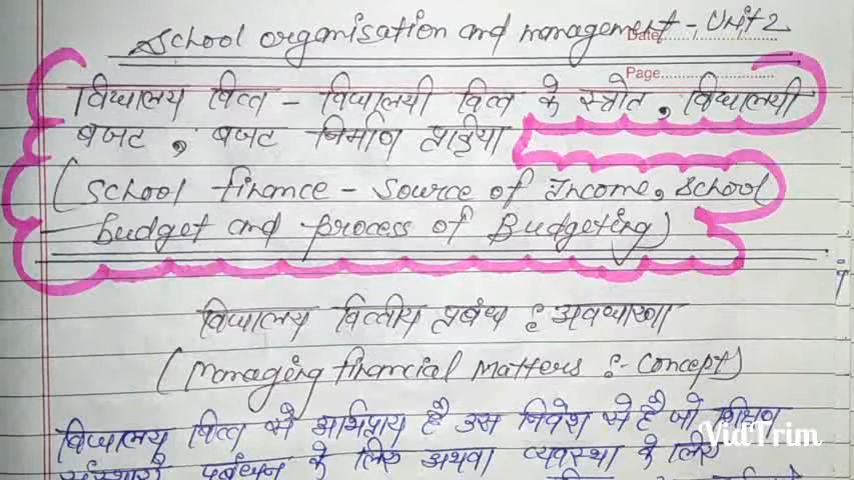 School organisation and management - Unit 2
Date
Page
विद्यालय वित्त - विद्यालयी वित्त के स्त्रोत, विद्यालयी
बजट, बजट निर्माण प्रक्रिया
(School finance - Source of Income, School
budget and process of Budgeting)
विद्यालय वित्तीय प्रबंध : अवधारणा
(Managing financial Matters :- Concept)
विद्यालय वित्त से अभिप्राय है उस निवेश से है जो शिक्षण
के लिए अथवा व्यवस्था के लिए
VidTrim